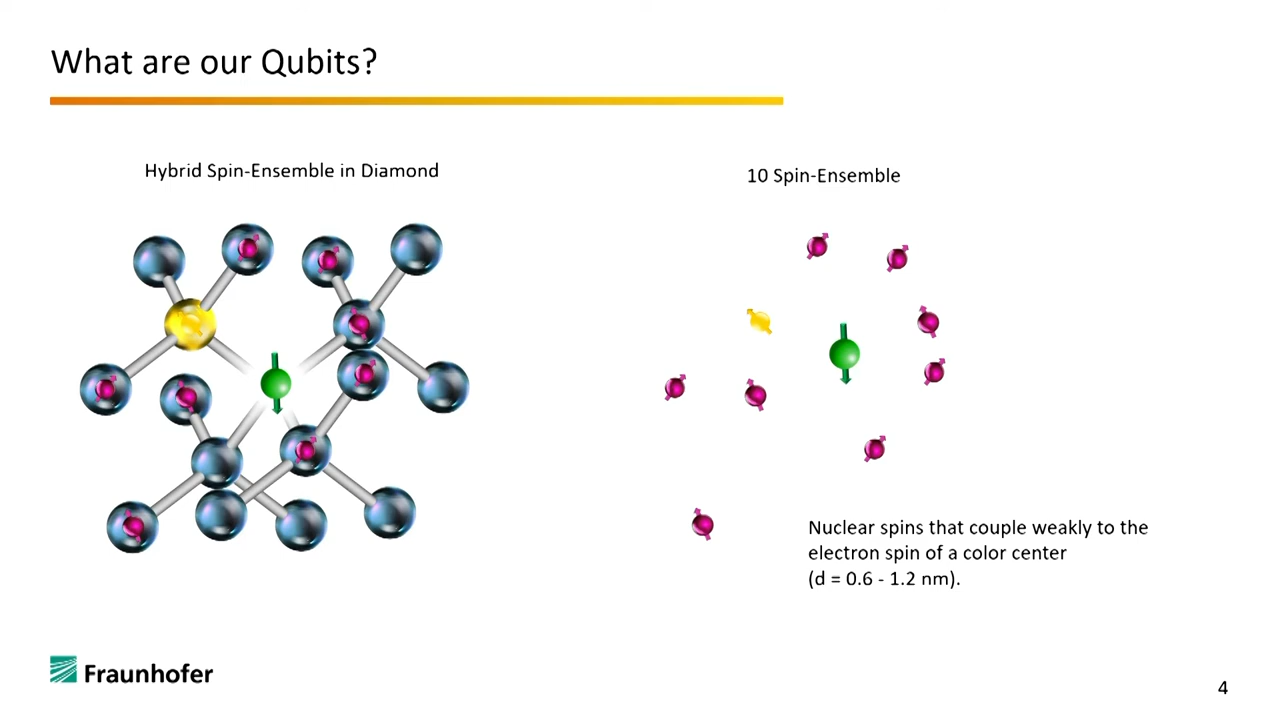 What are our Qubits?
Hybrid Spin-Ensemble in Diamond
10 Spin-Ensemble
Nuclear spins that couple weakly to the
electron spin of a color center
(d = 0.6 - 1.2 nm).
Fraunhofer
4